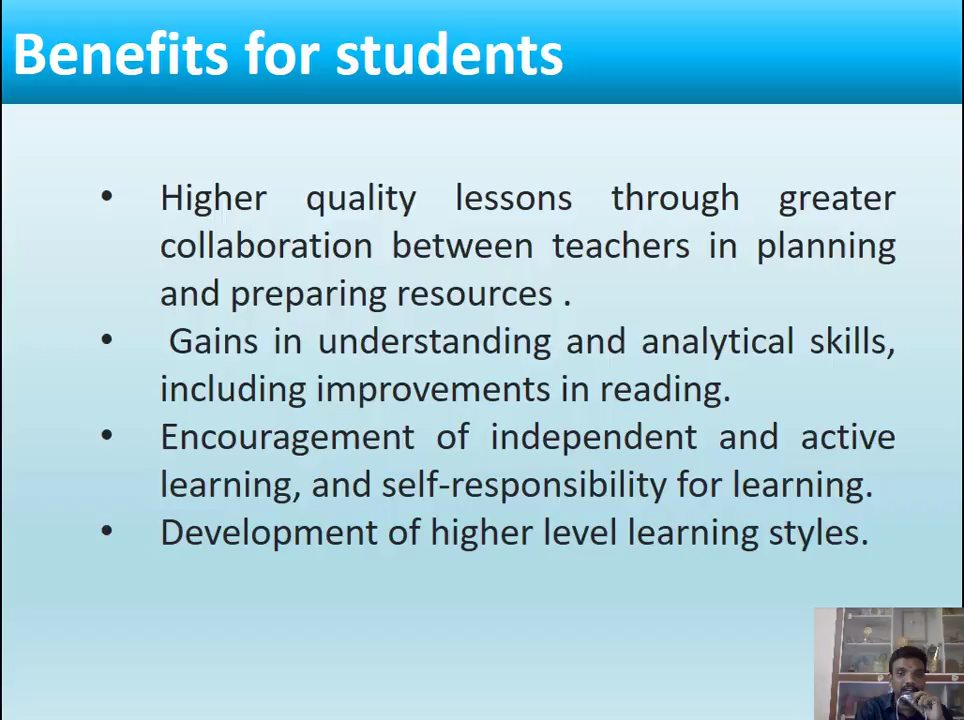 Benefits for students
• Higher quality lessons through greater
collaboration between teachers in planning
and preparing resources .
• Gains in understanding and analytical skills,
including improvements in reading.
• Encouragement of independent and active
learning, and self-responsibility for learning.
• Development of higher level learning styles.